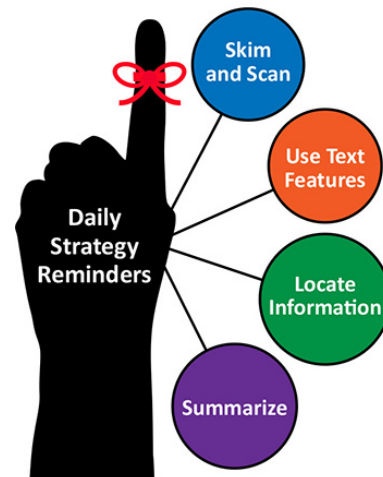 Daily
Strategy
Reminders
Skim
and Scan
Use Text
Features
Locate
Information
Summarize